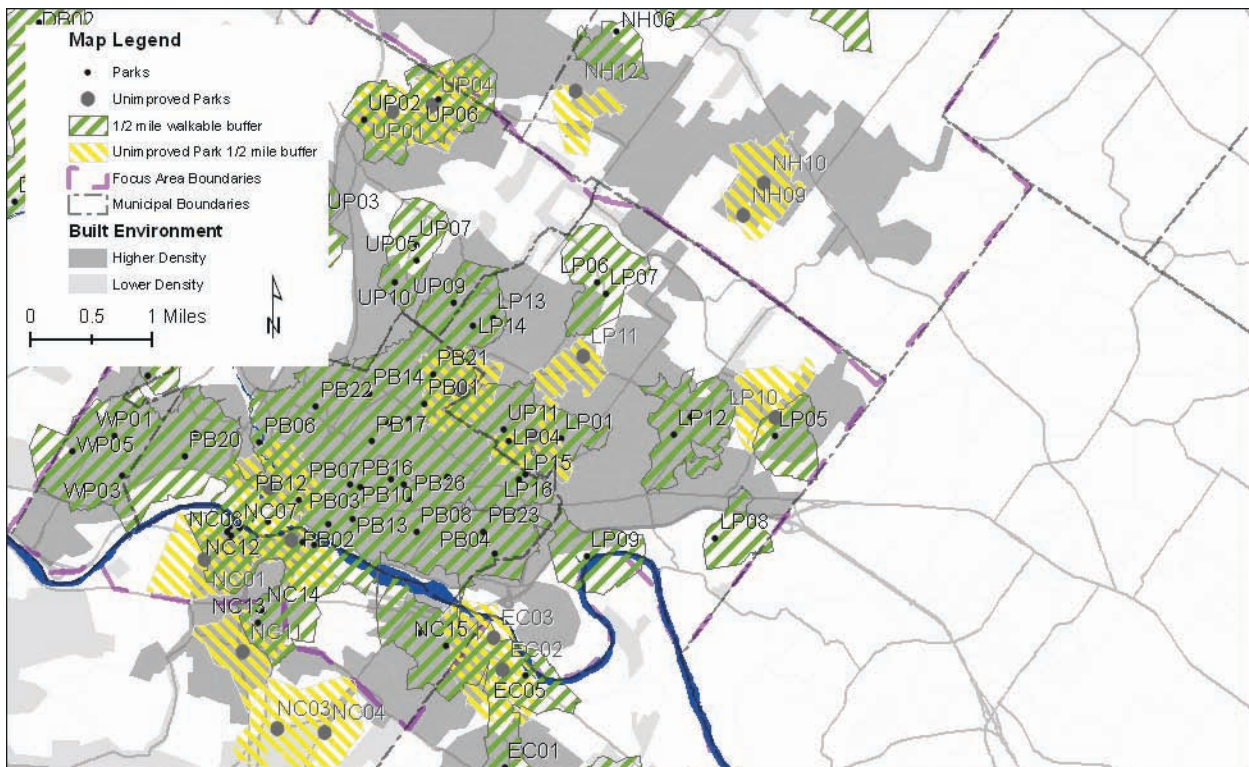 DB02
Map Legend
Parks
Unimproved Parks
1/2 mile walkable buffer
Unimproved Park 1/2 mile buffer
Focus Area Boundaries
Municipal Boundaries
Built Environment
Higher Density
Lower Density
0 0.5 1 Miles
N
NH06
NH12
UP04
UP02
UP06
UP01
NH10
NH09
UP03
UP07
UP05
LP06
LP07
UP10
UP09
LP13
LP14
LP11
PB21
PB14
PB22
PB01
LP10
LP05
WP01
PB06
PB17
UP11
LP01
LP12
WP05
PB20
LP04
WP03
PB07
PB16
LP15
PB12
PB26
LP16
PB03
PB10
NC07
NC08
PB13
PB08
PB23
LP08
NC12
PB02
PB04
LP09
NC01
NC14
NC13
NC11
NC15
EC03
EC02
EC05
NC03
NC04
EC01